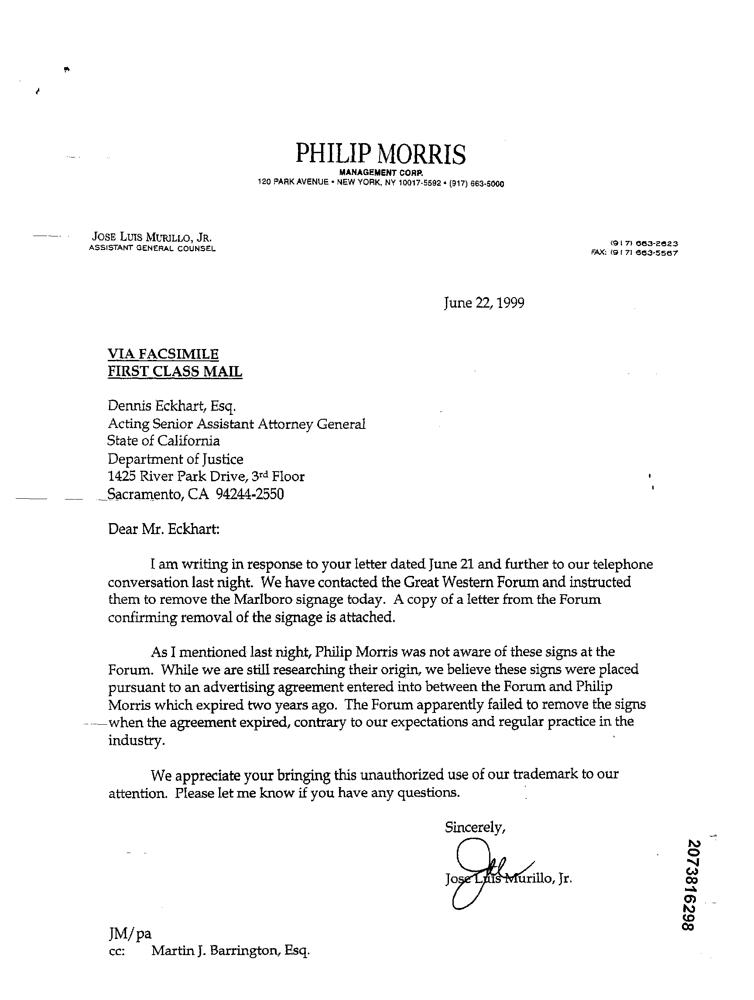 PHILIP MORRIS
MANAGEMENT CORP.
120 PARK AVENUE • NEW YORK, NY 10017-5592 • (917) 663-5000
JOSE LUIS MURILLO, JR.
ASSISTANT GENERAL COUNSEL
(917) 663-2623
FAX: (917) 663-5567
June 22, 1999
VIA FACSIMILE
FIRST CLASS MAIL
Dennis Eckhart, Esq.
Acting Senior Assistant Attorney General
State of California
Department of Justice
1425 River Park Drive, 3rd Floor
Sacramento, CA 94244-2550
Dear Mr. Eckhart:
I am writing in response to your letter dated June 21 and further to our telephone
conversation last night. We have contacted the Great Western Forum and instructed
them to remove the Marlboro signage today. A copy of a letter from the Forum
confirming removal of the signage is attached.
As I mentioned last night, Philip Morris was not aware of these signs at the
Forum. While we are still researching their origin, we believe these signs were placed
pursuant to an advertising agreement entered into between the Forum and Philip
Morris which expired two years ago. The Forum apparently failed to remove the signs
when the agreement expired, contrary to our expectations and regular practice in the
industry.
We appreciate your bringing this unauthorized use of our trademark to our
attention. Please let me know if you have any questions.
Sincerely,
Jose Luis Murillo, Jr.
JM/pa
cc: Martin J. Barrington, Esq.
2073816298